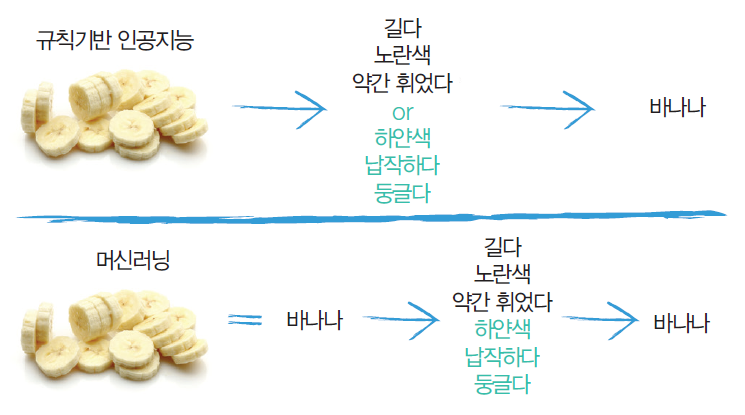 규칙기반 인공지능
길다
노란색
약간 휘었다
or
하얀색
납작하다
둥글다
바나나
머신러닝
바나나
길다
노란색
약간 휘었다
하얀색
납작하다
둥글다
바나나